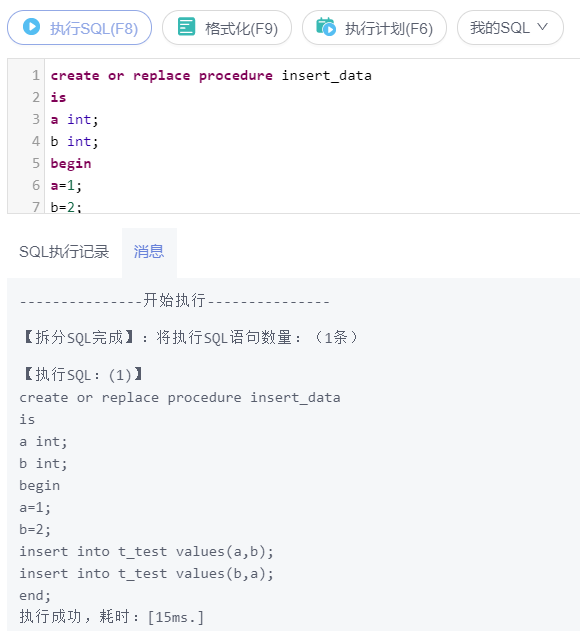 执行SQL(F8) 格式化(F9) 执行计划(F6) 我的SQL
1 create or replace procedure insert_data
2 is
3 a int;
4 b int;
5 begin
6 a=1;
7 b=2;
SQL执行记录 消息
---------------开始执行---------------
【拆分SQL完成】：将执行SQL语句数量：（1条）
【执行SQL：(1)】
create or replace procedure insert_data
is
a int;
b int;
begin
a=1;
b=2;
insert into t_test values(a,b);
insert into t_test values(b,a);
end;
执行成功，耗时：[15ms.]